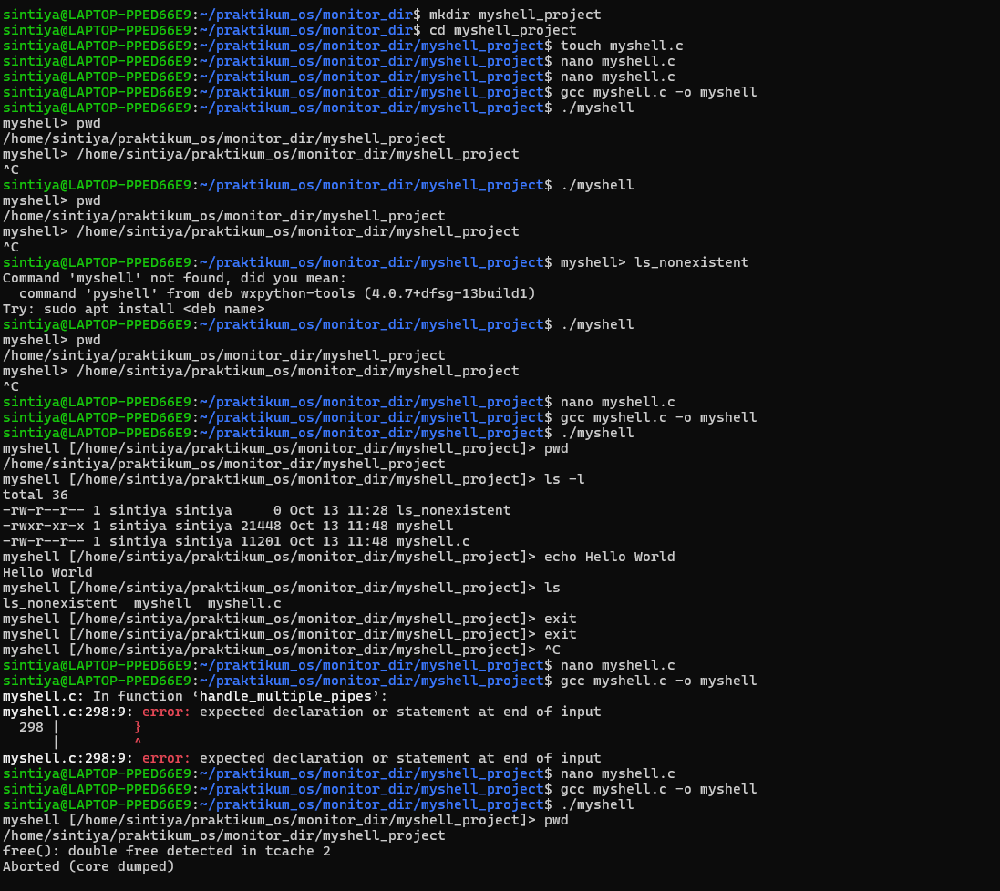 sintiya@LAPTOP-PPED66E9:~/praktikum_os/monitor_dir$ mkdir myshell_project
sintiya@LAPTOP-PPED66E9:~/praktikum_os/monitor_dir$ cd myshell_project
sintiya@LAPTOP-PPED66E9:~/praktikum_os/monitor_dir/myshell_project$ touch myshell.c
sintiya@LAPTOP-PPED66E9:~/praktikum_os/monitor_dir/myshell_project$ nano myshell.c
sintiya@LAPTOP-PPED66E9:~/praktikum_os/monitor_dir/myshell_project$ nano myshell.c
sintiya@LAPTOP-PPED66E9:~/praktikum_os/monitor_dir/myshell_project$ gcc myshell.c -o myshell
sintiya@LAPTOP-PPED66E9:~/praktikum_os/monitor_dir/myshell_project$ ./myshell
myshell> pwd
/home/sintiya/praktikum_os/monitor_dir/myshell_project
myshell> /home/sintiya/praktikum_os/monitor_dir/myshell_project
^C
sintiya@LAPTOP-PPED66E9:~/praktikum_os/monitor_dir/myshell_project$ ./myshell
myshell> pwd
/home/sintiya/praktikum_os/monitor_dir/myshell_project
myshell> /home/sintiya/praktikum_os/monitor_dir/myshell_project
^C
sintiya@LAPTOP-PPED66E9:~/praktikum_os/monitor_dir/myshell_project$ myshell> ls_nonexistent
Command 'myshell' not found, did you mean:
  command 'pyshell' from deb wxpython-tools (4.0.7+dfsg-13build1)
Try: sudo apt install <deb name>
sintiya@LAPTOP-PPED66E9:~/praktikum_os/monitor_dir/myshell_project$ ./myshell
myshell> pwd
/home/sintiya/praktikum_os/monitor_dir/myshell_project
myshell> /home/sintiya/praktikum_os/monitor_dir/myshell_project
^C
sintiya@LAPTOP-PPED66E9:~/praktikum_os/monitor_dir/myshell_project$ nano myshell.c
sintiya@LAPTOP-PPED66E9:~/praktikum_os/monitor_dir/myshell_project$ gcc myshell.c -o myshell
sintiya@LAPTOP-PPED66E9:~/praktikum_os/monitor_dir/myshell_project$ ./myshell
myshell [/home/sintiya/praktikum_os/monitor_dir/myshell_project]> pwd
/home/sintiya/praktikum_os/monitor_dir/myshell_project
myshell [/home/sintiya/praktikum_os/monitor_dir/myshell_project]> ls -l
total 36
-rw-r--r-- 1 sintiya sintiya     0 Oct 13 11:28 ls_nonexistent
-rwxr-xr-x 1 sintiya sintiya 21448 Oct 13 11:48 myshell
-rw-r--r-- 1 sintiya sintiya 11201 Oct 13 11:48 myshell.c
myshell [/home/sintiya/praktikum_os/monitor_dir/myshell_project]> echo Hello World
Hello World
myshell [/home/sintiya/praktikum_os/monitor_dir/myshell_project]> ls
ls_nonexistent  myshell  myshell.c
myshell [/home/sintiya/praktikum_os/monitor_dir/myshell_project]> exit
myshell [/home/sintiya/praktikum_os/monitor_dir/myshell_project]> exit
myshell [/home/sintiya/praktikum_os/monitor_dir/myshell_project]> ^C
sintiya@LAPTOP-PPED66E9:~/praktikum_os/monitor_dir/myshell_project$ nano myshell.c
sintiya@LAPTOP-PPED66E9:~/praktikum_os/monitor_dir/myshell_project$ gcc myshell.c -o myshell
myshell.c: In function ‘handle_multiple_pipes’:
myshell.c:298:9: error: expected declaration or statement at end of input
  298 |         }
      |         ^
myshell.c:298:9: error: expected declaration or statement at end of input
sintiya@LAPTOP-PPED66E9:~/praktikum_os/monitor_dir/myshell_project$ nano myshell.c
sintiya@LAPTOP-PPED66E9:~/praktikum_os/monitor_dir/myshell_project$ gcc myshell.c -o myshell
sintiya@LAPTOP-PPED66E9:~/praktikum_os/monitor_dir/myshell_project$ ./myshell
myshell [/home/sintiya/praktikum_os/monitor_dir/myshell_project]> pwd
/home/sintiya/praktikum_os/monitor_dir/myshell_project
free(): double free detected in tcache 2
Aborted (core dumped)